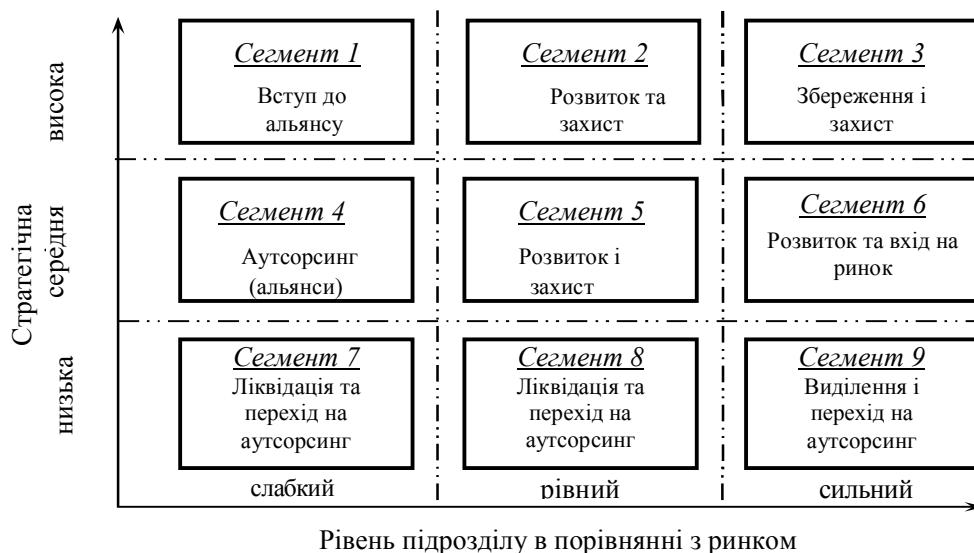 Стратегічна
висока
середня
низька
Сегмент 1
Вступ до
альянсу
Сегмент 2
Розвиток та
захист
Сегмент 3
Збереження і
захист
Сегмент 4
Аутсорсинг
(альянси)
Сегмент 5
Розвиток і
захист
Сегмент 6
Розвиток та вхід на
ринок
Сегмент 7
Ліквідація та
перехід на
аутсорсинг
Сегмент 8
Ліквідація та
перехід на
аутсорсинг
Сегмент 9
Виділення і
перехід на
аутсорсинг
слабкий
рівний
сильний
Рівень підрозділу в порівнянні з ринком